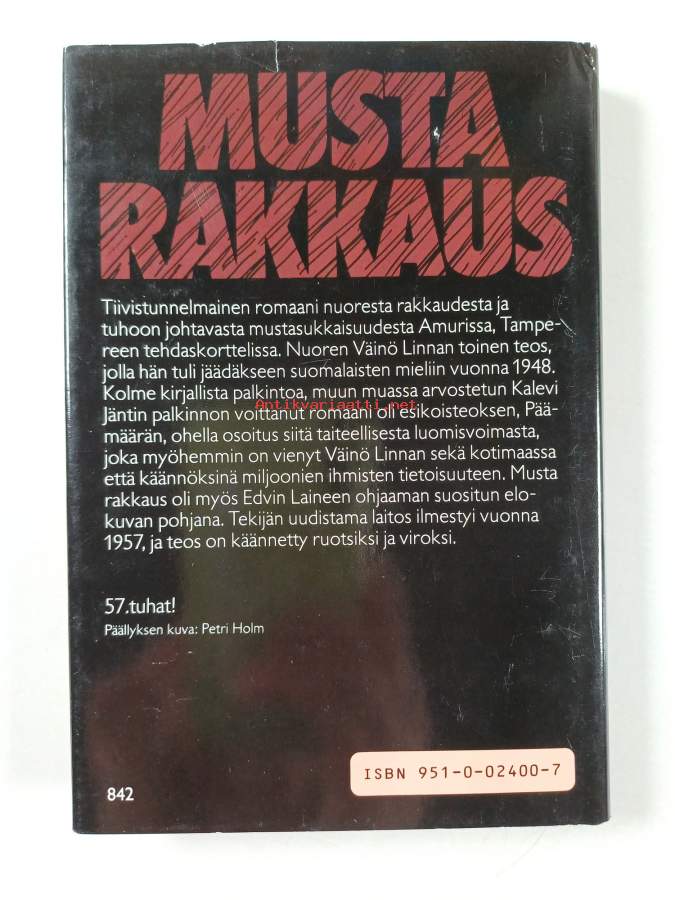 MUSTA
RAKKAUS
Tiivistunnelmainen romaani nuoresta rakkaudesta ja
tuhoon johtavasta mustasukkaisuudesta Amurissa, Tampe-
reen tehdaskorttelissa. Nuoren Väinö Linnan toinen teos,
jolla hän tuli jäädäkseen suomalaisten mieliin vuonna 1948.
Kolme kirjallista palkintoa, muun muassa arvostetun Kalevi
Antikvariaatti.net
Jäntin palkinnon voittanut romaani oli esikoisteoksen, Pää-
määrän, ohella osoitus siitä taiteellisesta luomisvoimasta,
joka myöhemmin on vienyt Väinö Linnan sekä kotimaassa
että käännöksinä miljoonien ihmisten tietoisuuteen. Musta
rakkaus oli myös Edvin Laineen ohjaaman suositun elo-
kuvan pohjana. Tekijän uudistama laitos ilmestyi vuonna
1957, ja teos on käännetty ruotsiksi ja viroksi.
57.tuhat!
Päällyksen kuva: Petri Holm
ISBN 951-0-02400-7
842